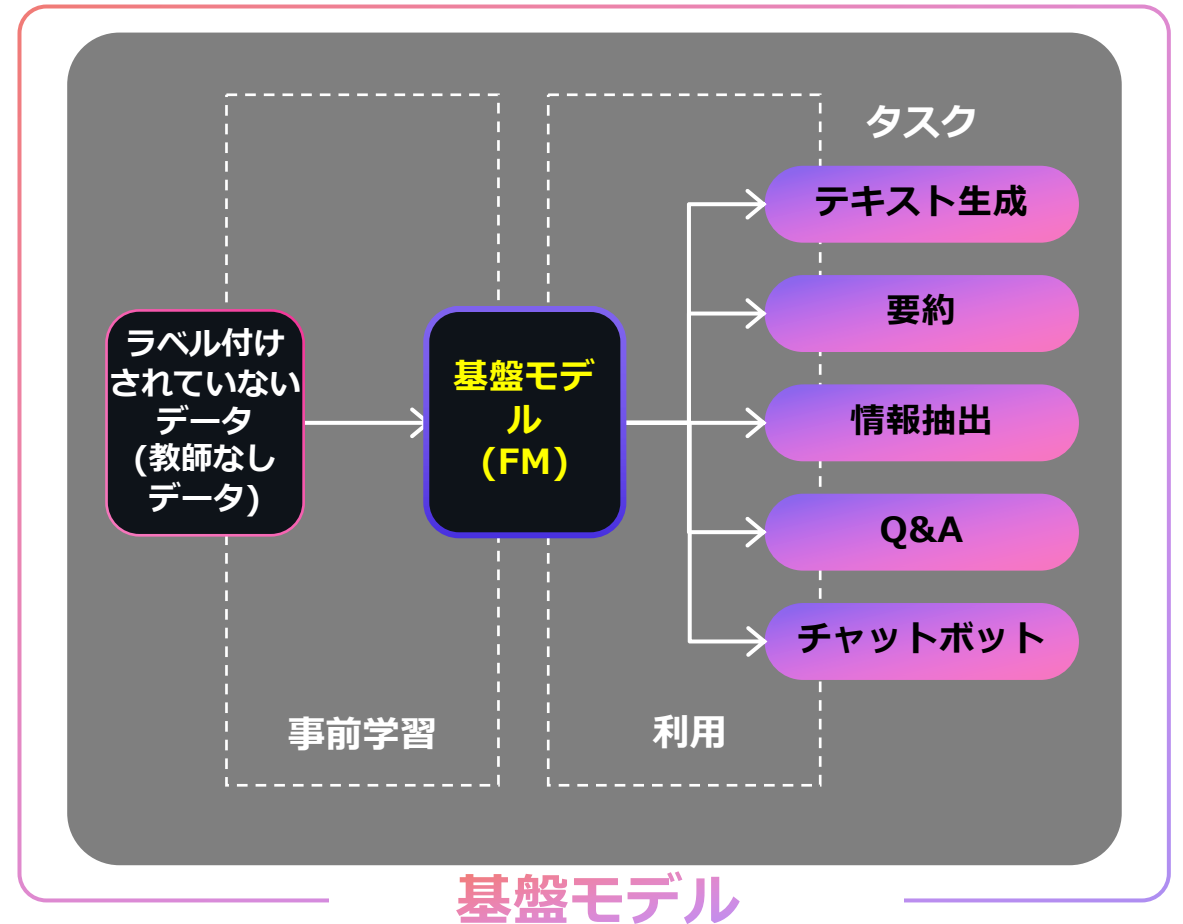 タスク
テキスト生成
要約
ラベル付け
されていない
データ
(教師なし
データ)
基盤モデ
ル
(FM)
情報抽出
Q&A
チャットボット
事前学習
利用
基盤モデル